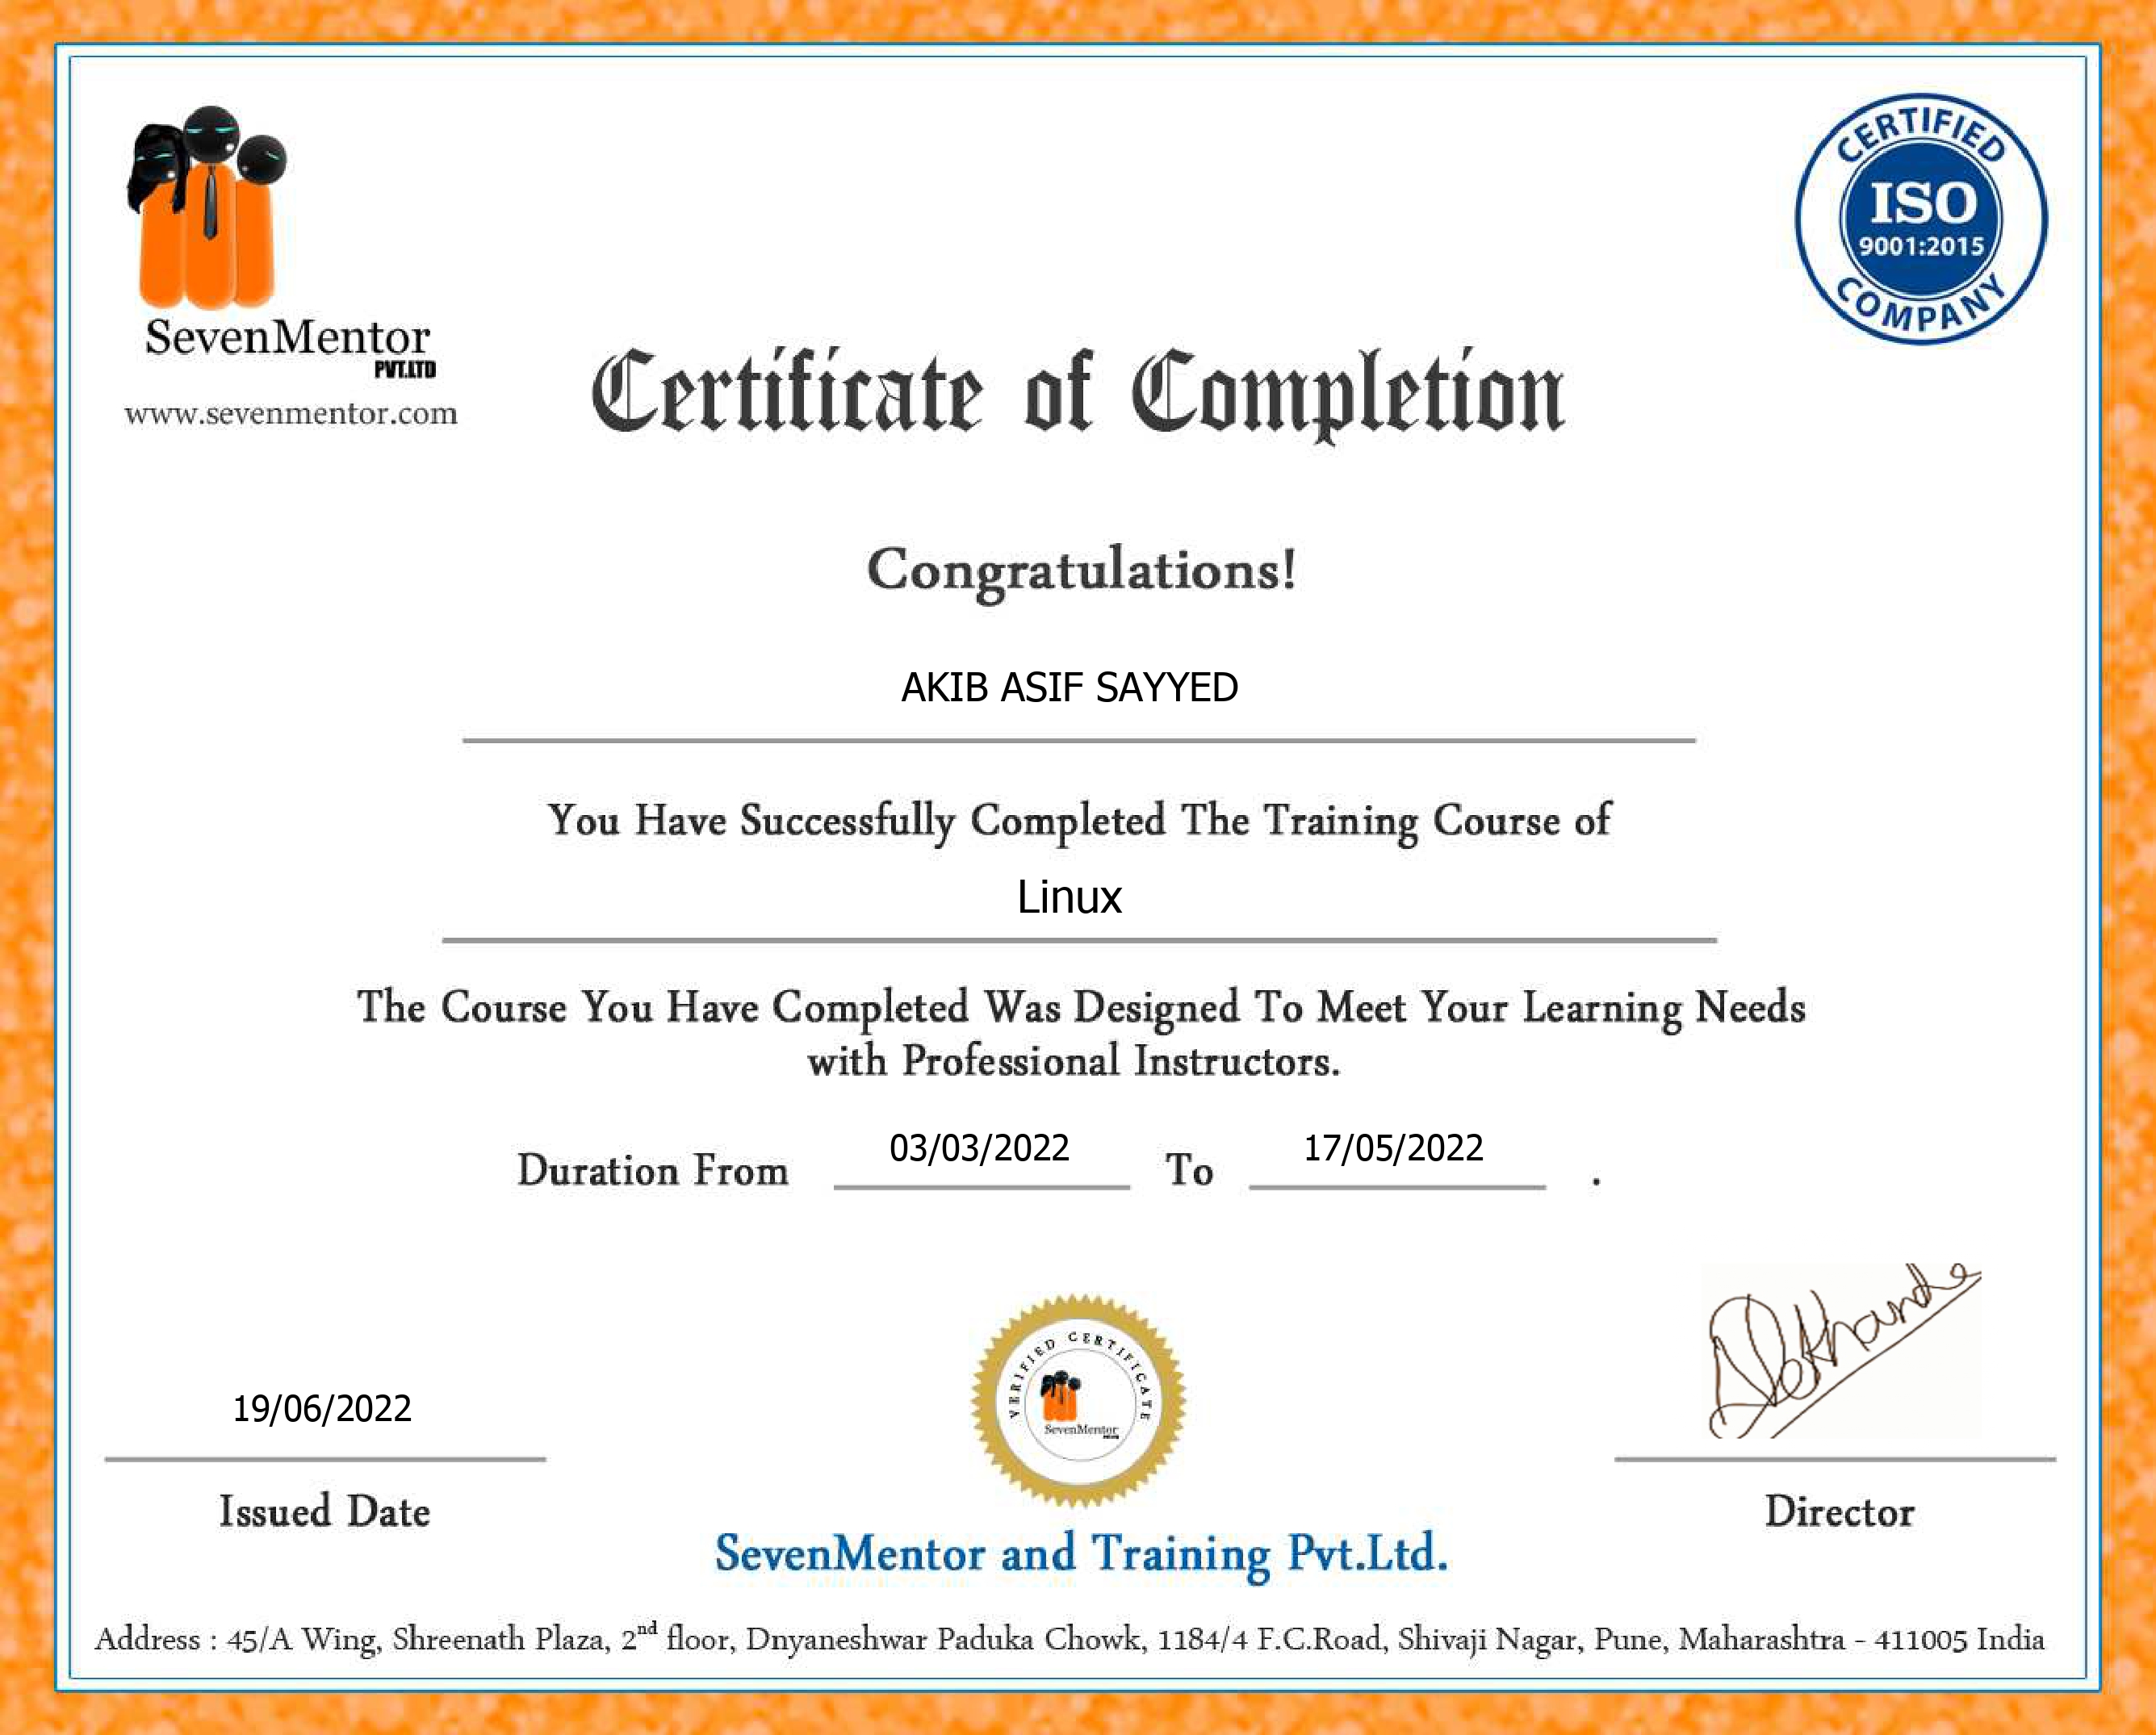 SevenMentor
PVT.LTD
www.sevenmentor.com
CERTIFIED
ISO
9001:2015
COMPANY
Certificate of Completion
Congratulations!
AKIB ASIF SAYYED
You Have Successfully Completed The Training Course of
Linux
The Course You Have Completed Was Designed To Meet Your Learning Needs
with Professional Instructors.
Duration From 03/03/2022 To 17/05/2022 .
19/06/2022
Issued Date
VERIFIED CERTIFICATE
SevenMentor
Director
SevenMentor and Training Pvt.Ltd.
Address : 45/A Wing, Shreenath Plaza, 2nd floor, Dnyaneshwar Paduka Chowk, 1184/4 F.C.Road, Shivaji Nagar, Pune, Maharashtra - 411005 India